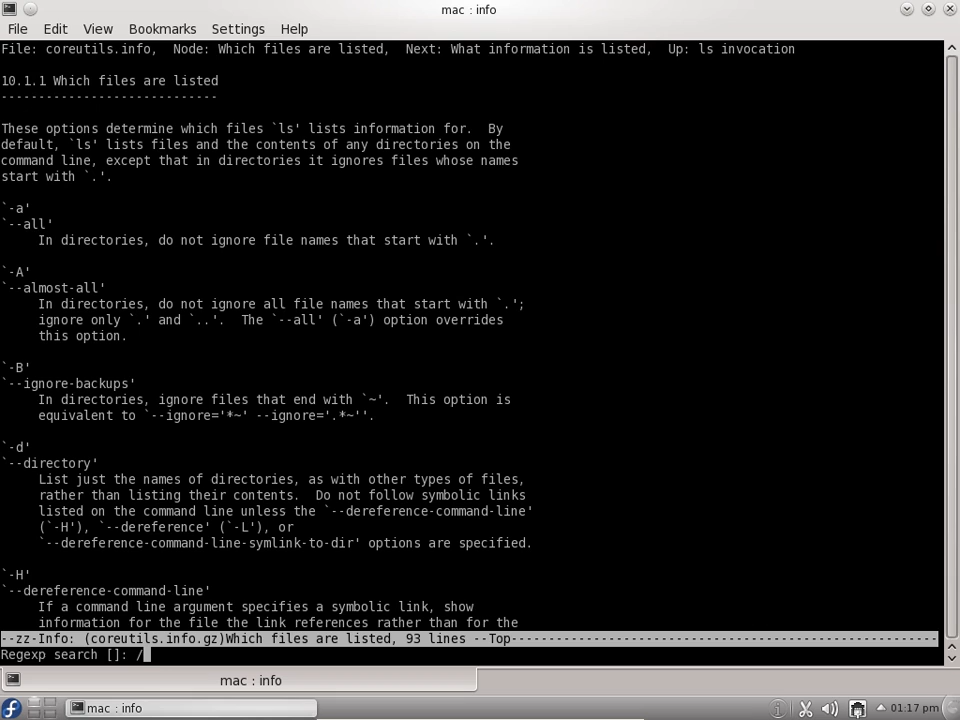 mac : info
File Edit View Bookmarks Settings Help
File: coreutils.info,  Node: Which files are listed,  Next: What information is listed,  Up: ls invocation
10.1.1 Which files are listed
-----------------------------
These options determine which files `ls' lists information for.  By
default, `ls' lists files and the contents of any directories on the
command line, except that in directories it ignores files whose names
start with `.'.
`-a'
`--all'
In directories, do not ignore file names that start with `.'.
`-A'
`--almost-all'
In directories, do not ignore all file names that start with `.';
ignore only `.' and `..'.  The `--all' (`-a') option overrides
this option.
`-B'
`--ignore-backups'
In directories, ignore files that end with `~'.  This option is
equivalent to `--ignore='*~' --ignore='.*~''.
`-d'
`--directory'
List just the names of directories, as with other types of files,
rather than listing their contents.  Do not follow symbolic links
listed on the command line unless the `--dereference-command-line'
(`-H'), `--dereference' (`-L'), or
`--dereference-command-line-symlink-to-dir' options are specified.
`-H'
`--dereference-command-line'
If a command line argument specifies a symbolic link, show
information for the file the link references rather than for the
--zz-Info: (coreutils.info.gz)Which files are listed, 93 lines --Top---------------------------------------------------------
Regexp search []: /
mac : info
mac : info
01:17 pm